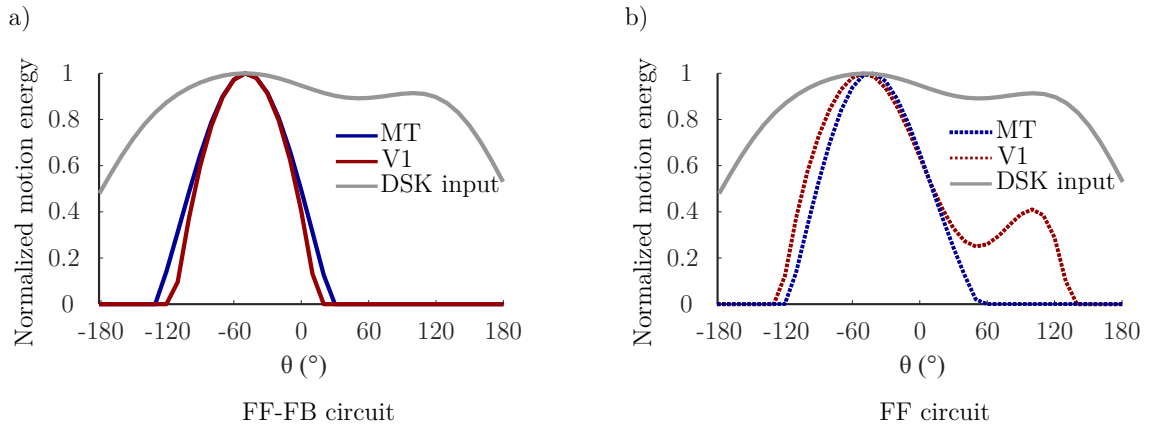 a)
Normalized motion energy
1
0.8
0.6
0.4
0.2
0
-180 -120 -60 0 60 120 180
θ (°)
MT
V1
DSK input
FF-FB circuit
b)
Normalized motion energy
1
0.8
0.6
0.4
0.2
0
-180 -120 -60 0 60 120 180
θ (°)
MT
V1
DSK input
FF circuit